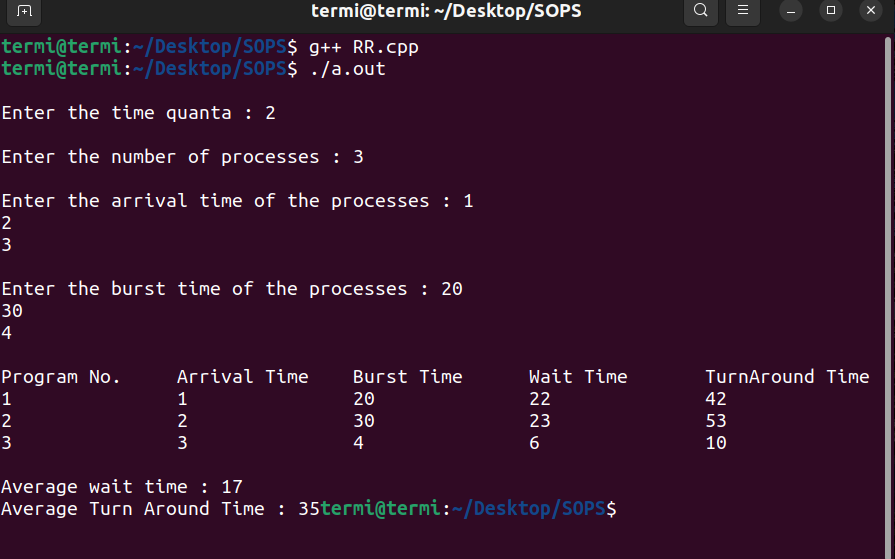 termi@termi: ~/Desktop/SOPS
termi@termi:~/Desktop/SOPS$ g++ RR.cpp
termi@termi:~/Desktop/SOPS$ ./a.out
Enter the time quanta : 2
Enter the number of processes : 3
Enter the arrival time of the processes : 1
2
3
Enter the burst time of the processes : 20
30
4
Program No. Arrival Time Burst Time Wait Time TurnAround Time
1 1 20 22 42
2 2 30 23 53
3 3 4 6 10
Average wait time : 17
Average Turn Around Time : 35termi@termi:~/Desktop/SOPS$